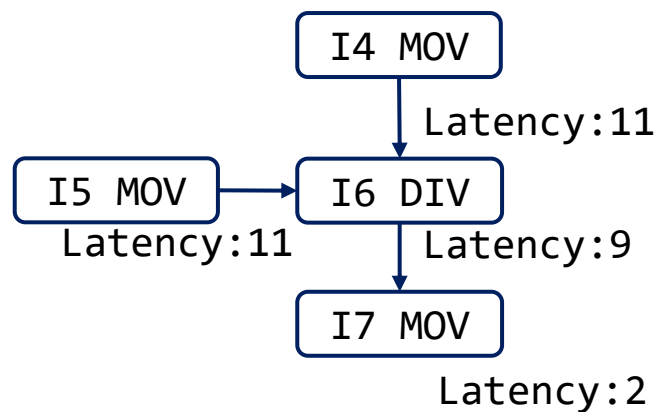 I4 MOV
Latency:11
I5 MOV
I6 DIV
Latency:11
Latency:9
I7 MOV
Latency:2